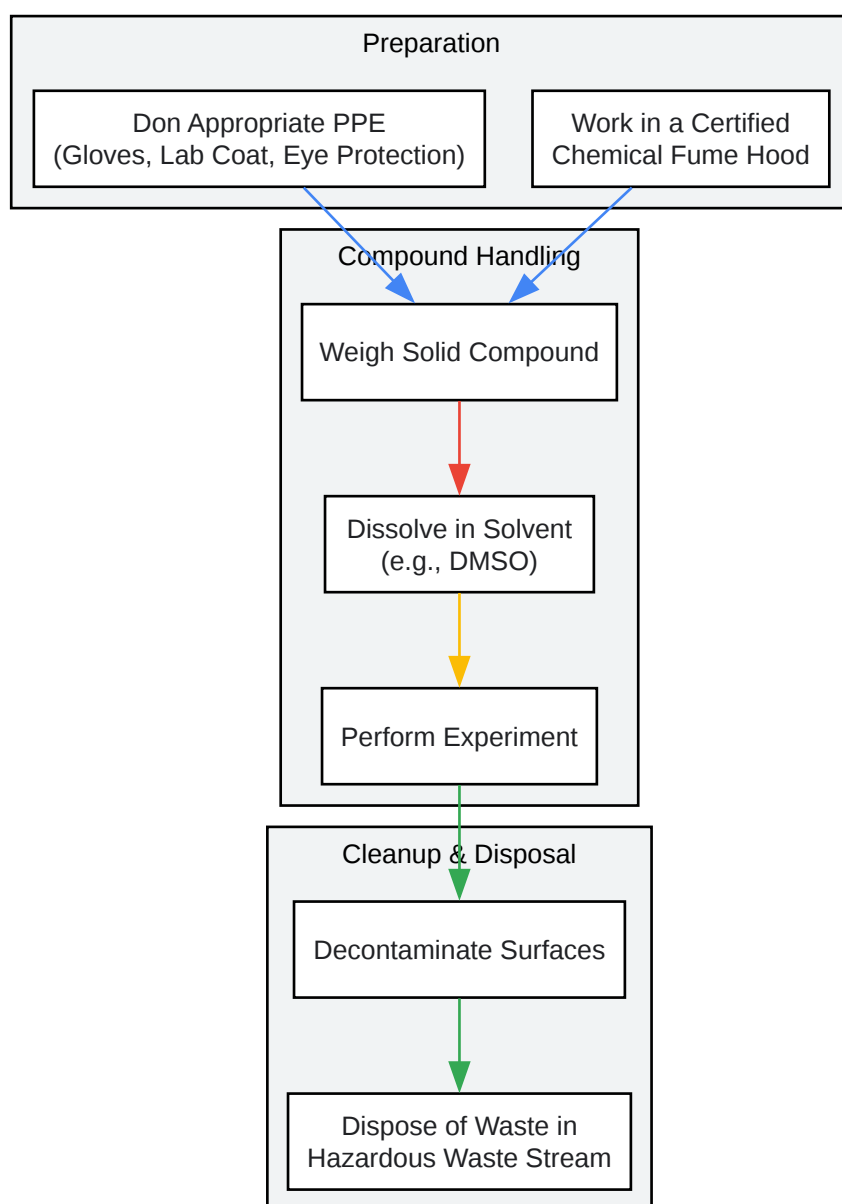 Preparation
Don Appropriate PPE
(Gloves, Lab Coat, Eye Protection)
Work in a Certified
Chemical Fume Hood
Compound Handling
Weigh Solid Compound
Dissolve in Solvent
(e.g., DMSO)
Perform Experiment
Cleanup & Disposal
Decontaminate Surfaces
Dispose of Waste in
Hazardous Waste Stream